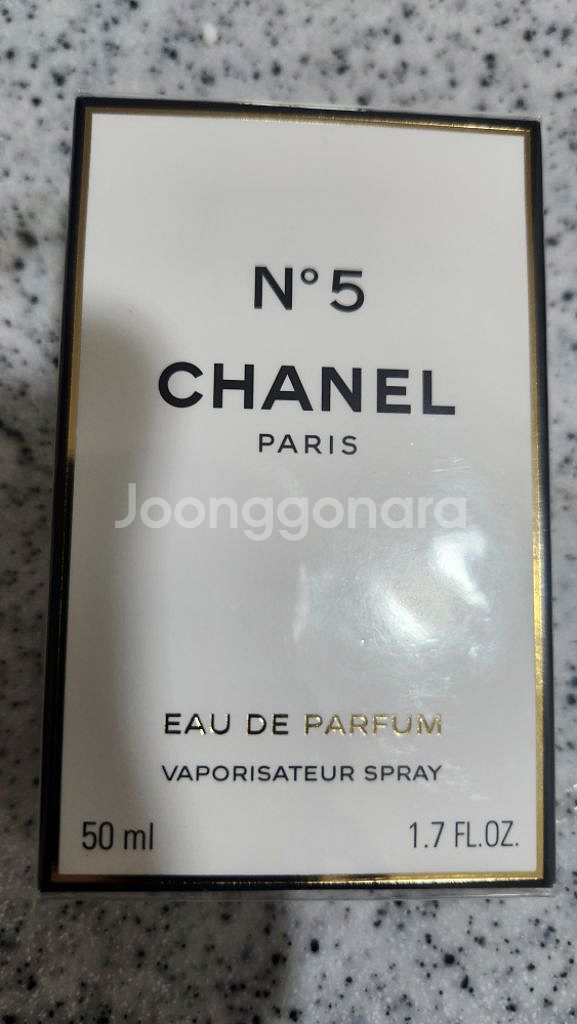 N°5
CHANEL
PARIS
Joonggonara
EAU DE PARFUM
VAPORISATEUR SPRAY
50 ml 1.7 FL.OZ.